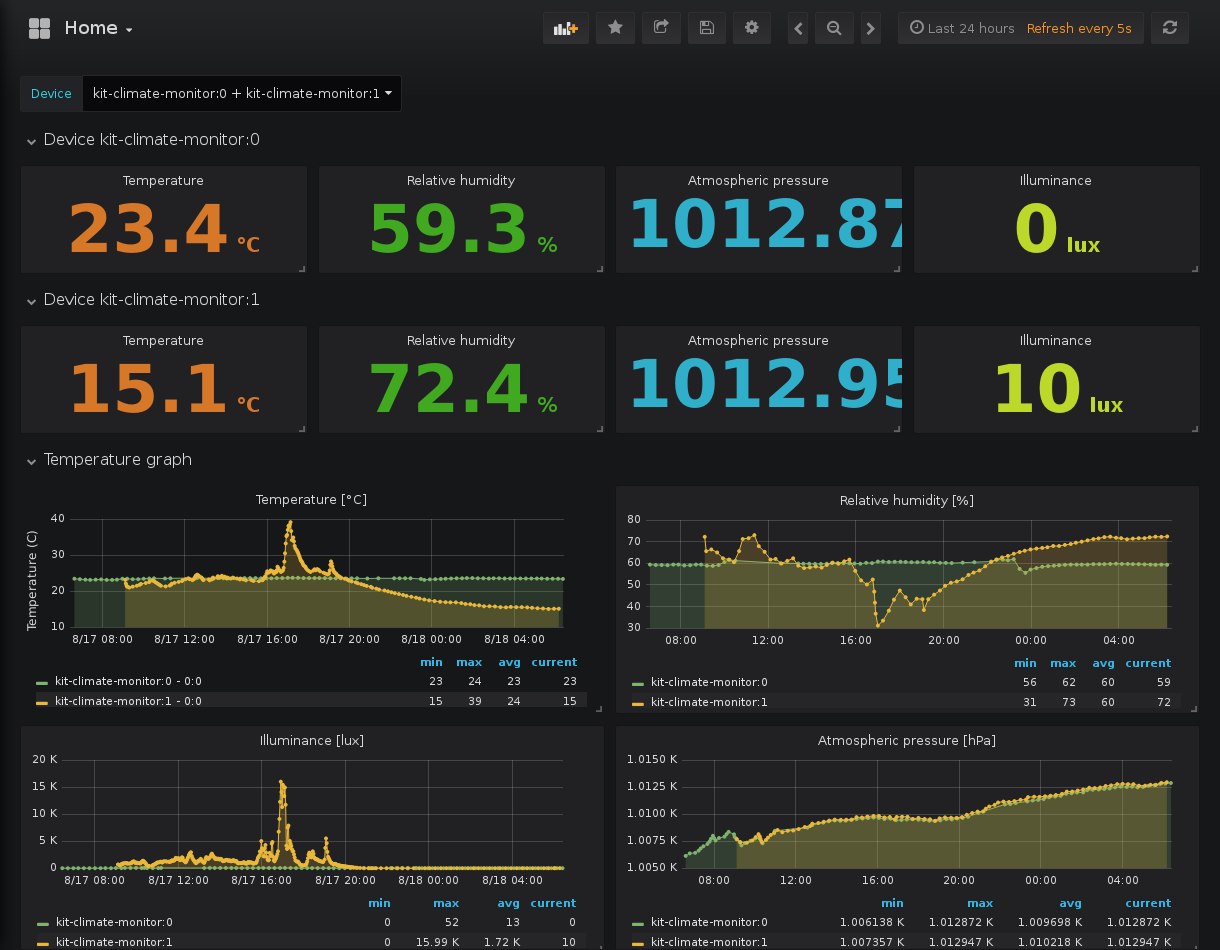 Home
Last 24 hours Refresh every 5s
Device kit-climate-monitor:0 + kit-climate-monitor:1
Device kit-climate-monitor:0
Temperature Relative humidity Atmospheric pressure Illuminance
23.4 °C 59.3 % 1012.87 0 lux
Device kit-climate-monitor:1
Temperature Relative humidity Atmospheric pressure Illuminance
15.1 °C 72.4 % 1012.95 10 lux
Temperature graph
Temperature [°C]
Temperature (C)
40
30
20
10
8/17 08:00 8/17 12:00 8/17 16:00 8/17 20:00 8/18 00:00 8/18 04:00
min max avg current
kit-climate-monitor:0 - 0:0 23 24 23 23
kit-climate-monitor:1 - 0:0 15 39 24 15
Relative humidity [%]
80
70
60
50
40
30
08:00 12:00 16:00 20:00 00:00 04:00
min max avg current
kit-climate-monitor:0 56 62 60 59
kit-climate-monitor:1 31 73 60 72
Illuminance [lux]
20 K
15 K
10 K
5 K
0
8/17 08:00 8/17 12:00 8/17 16:00 8/17 20:00 8/18 00:00 8/18 04:00
min max avg current
kit-climate-monitor:0 0 52 13 0
kit-climate-monitor:1 0 15.99 K 1.72 K 10
Atmospheric pressure [hPa]
1.0150 K
1.0125 K
1.0100 K
1.0075 K
1.0050 K
08:00 12:00 16:00 20:00 00:00 04:00
min max avg current
kit-climate-monitor:0 1.006138 K 1.012872 K 1.009698 K 1.012872 K
kit-climate-monitor:1 1.007357 K 1.012947 K 1.010218 K 1.012947 K